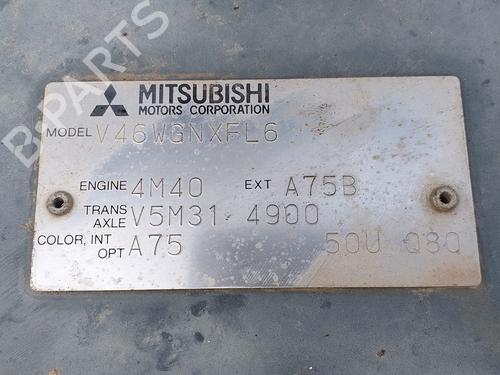 B-PARTS
MITSUBISHI
MOTORS CORPORATION
MODEL V46WGNXFL6
ENGINE 4M40 EXT A75B
TRANS AXLE V5M31 4900
COLOR, INT OPT A75 50U Q80